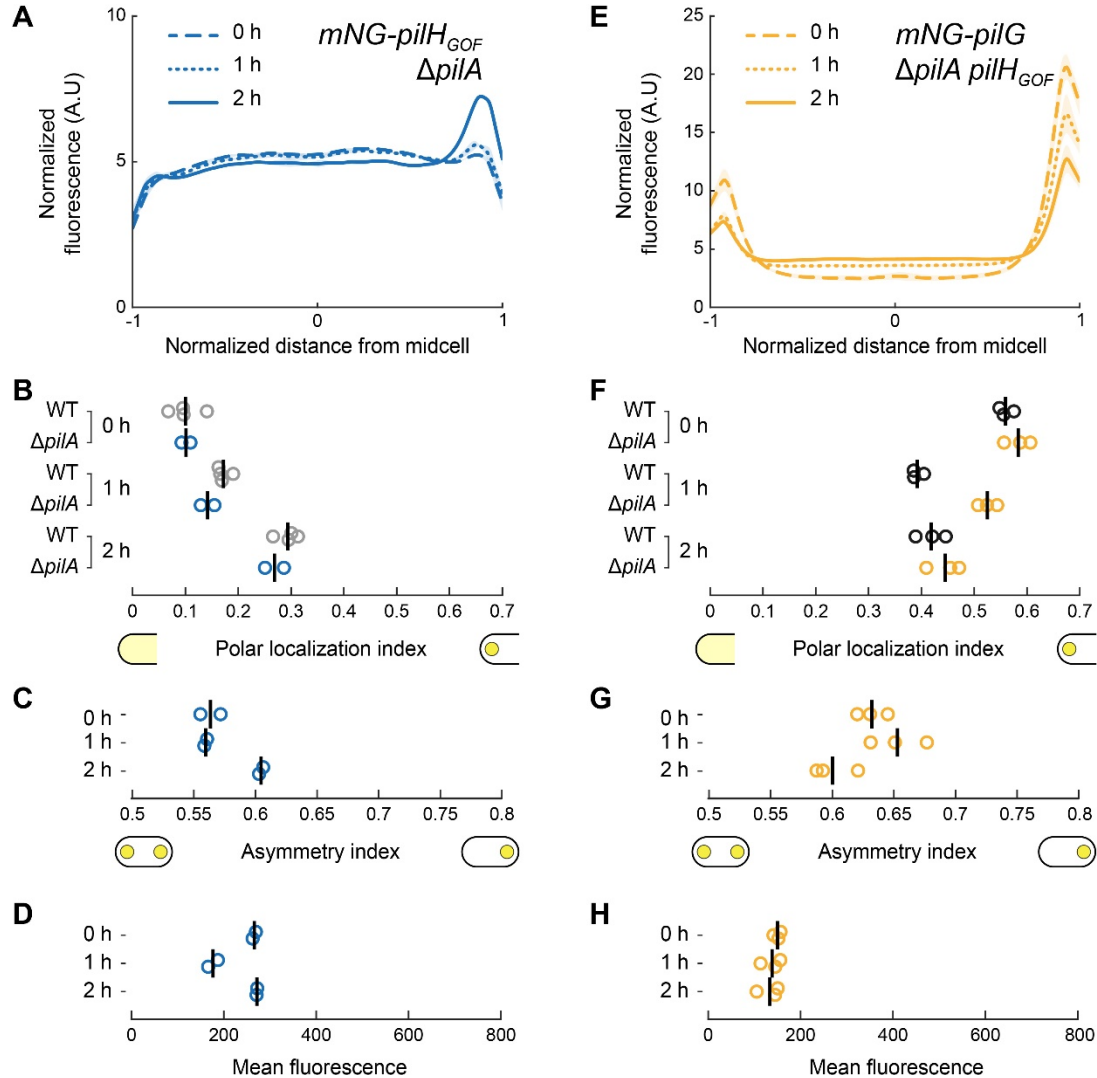 A
10
5
0
-1
0
1
Normalized
fluorescence (A.U)
0 h
1 h
2 h
mNG-pilHGOF
ΔpilA
Normalized distance from midcell
E
25
20
15
10
5
0
-1
0
1
Normalized
fluorescence (A.U)
0 h
1 h
2 h
mNG-pilG
ΔpilA pilHGOF
Normalized distance from midcell
B
WT
ΔpilA
0 h
WT
ΔpilA
1 h
WT
ΔpilA
2 h
0 0.1 0.2 0.3 0.4 0.5 0.6 0.7
Polar localization index
F
WT
ΔpilA
0 h
WT
ΔpilA
1 h
WT
ΔpilA
2 h
0 0.1 0.2 0.3 0.4 0.5 0.6 0.7
Polar localization index
C
0 h
1 h
2 h
0.5 0.55 0.6 0.65 0.7 0.75 0.8
Asymmetry index
G
0 h
1 h
2 h
0.5 0.55 0.6 0.65 0.7 0.75 0.8
Asymmetry index
D
0 h
1 h
2 h
0 200 400 600 800
Mean fluorescence
H
0 h
1 h
2 h
0 200 400 600 800
Mean fluorescence